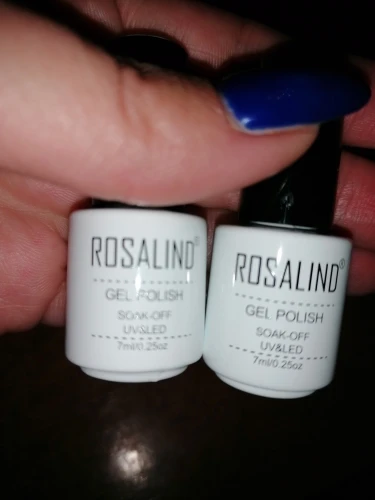 ROSALIND®
GEL POLISH
SOAK-OFF
UV&LED
7ml/0.25oz
ROSALIND®
GEL POLISH
SOAK-OFF
UV&LED
7ml/0.25oz